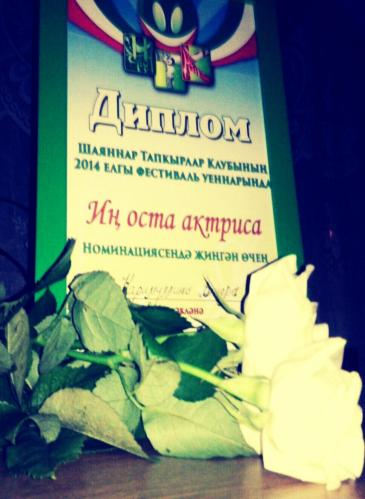 Диплом
Шаяннар Тапкырлар Клубының
2014 елгы фестиваль уеннарында
Иң оста актриса
Номинациясендә җиңгән өчен